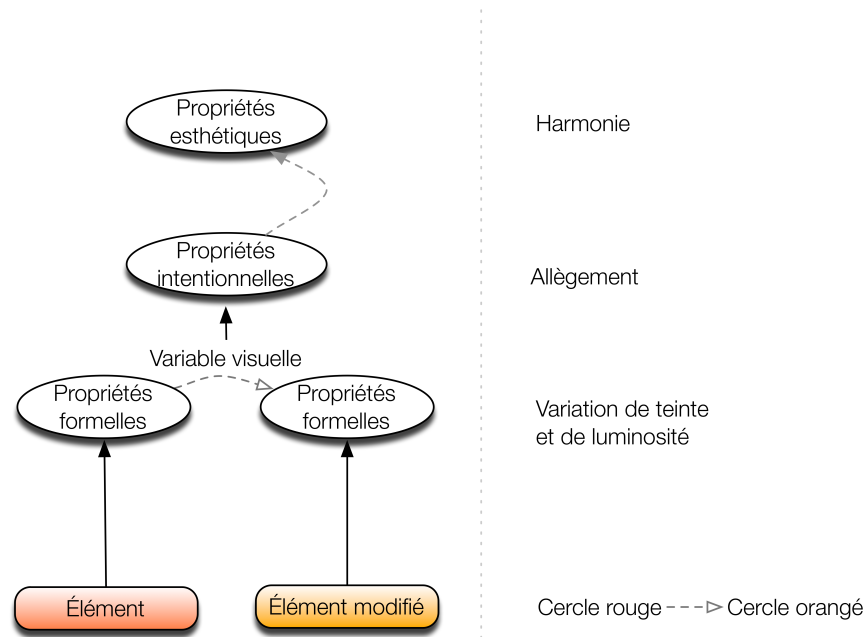 Propriétés
esthétiques
Harmonie
Propriétés
intentionnelles
Allègement
Variable visuelle
Propriétés
formelles
Propriétés
formelles
Variation de teinte
et de luminosité
Élément
Élément modifié
Cercle rouge
Cercle orangé